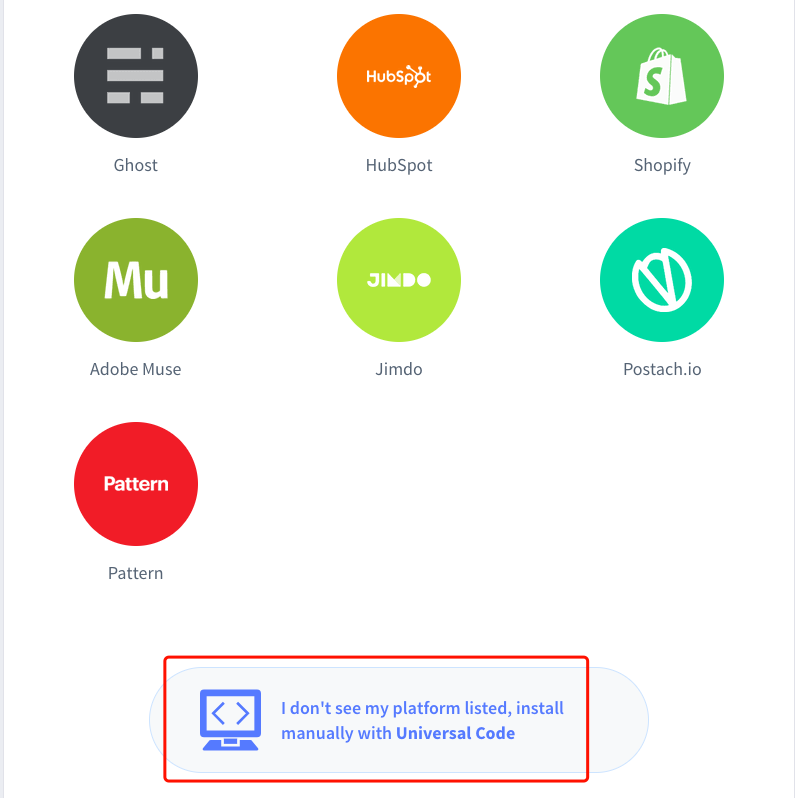 HubSpot
Ghost
HubSpot
Shopify
Mu
JIMDO
Adobe Muse
Jimdo
Postach.io
Pattern
Pattern
I don't see my platform listed, install
manually with Universal Code